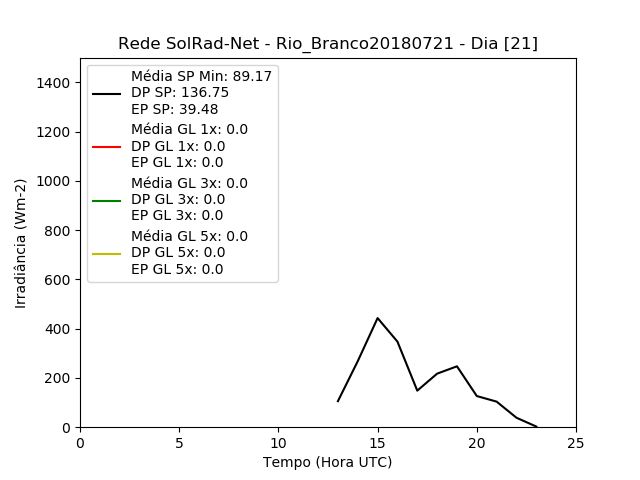 Rede SolRad-Net - Rio_Branco20180721 - Dia [21]
Média SP Min: 89.17
DP SP: 136.75
EP SP: 39.48
Média GL 1x: 0.0
DP GL 1x: 0.0
EP GL 1x: 0.0
Média GL 3x: 0.0
DP GL 3x: 0.0
EP GL 3x: 0.0
Média GL 5x: 0.0
DP GL 5x: 0.0
EP GL 5x: 0.0
1400
1200
1000
800
600
400
200
0
Irradiância (Wm-2)
0 5 10 15 20 25
Tempo (Hora UTC)